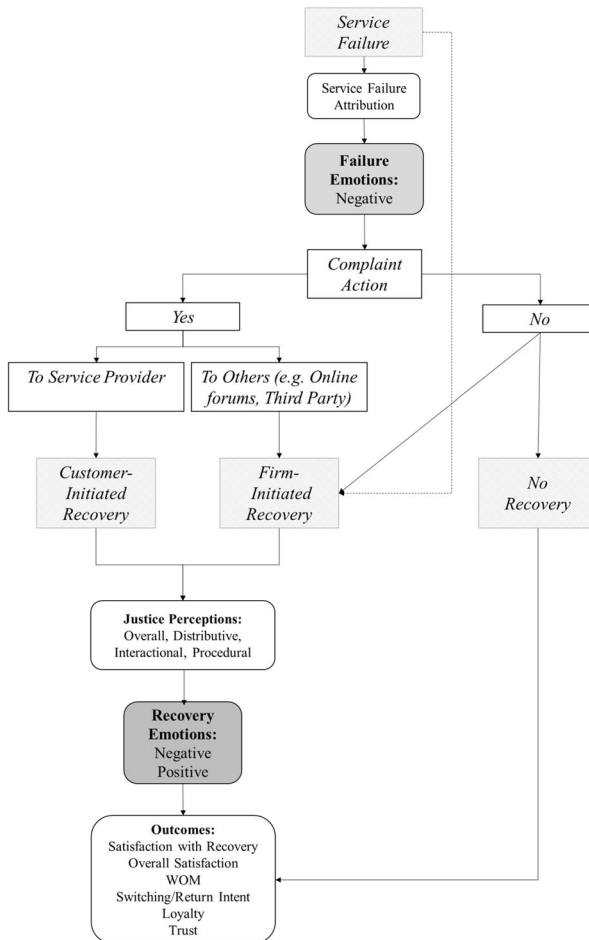 Service
Failure
Service Failure
Attribution
Failure
Emotions:
Negative
Complaint
Action
Yes
No
To Service Provider
To Others (e.g. Online
forums, Third Party)
Customer-
Initiated
Recovery
Firm-
Initiated
Recovery
No
Recovery
Justice Perceptions:
Overall, Distributive,
Interactional, Procedural
Recovery
Emotions:
Negative
Positive
Outcomes:
Satisfaction with Recovery
Overall Satisfaction
WOM
Switching/Return Intent
Loyalty
Trust